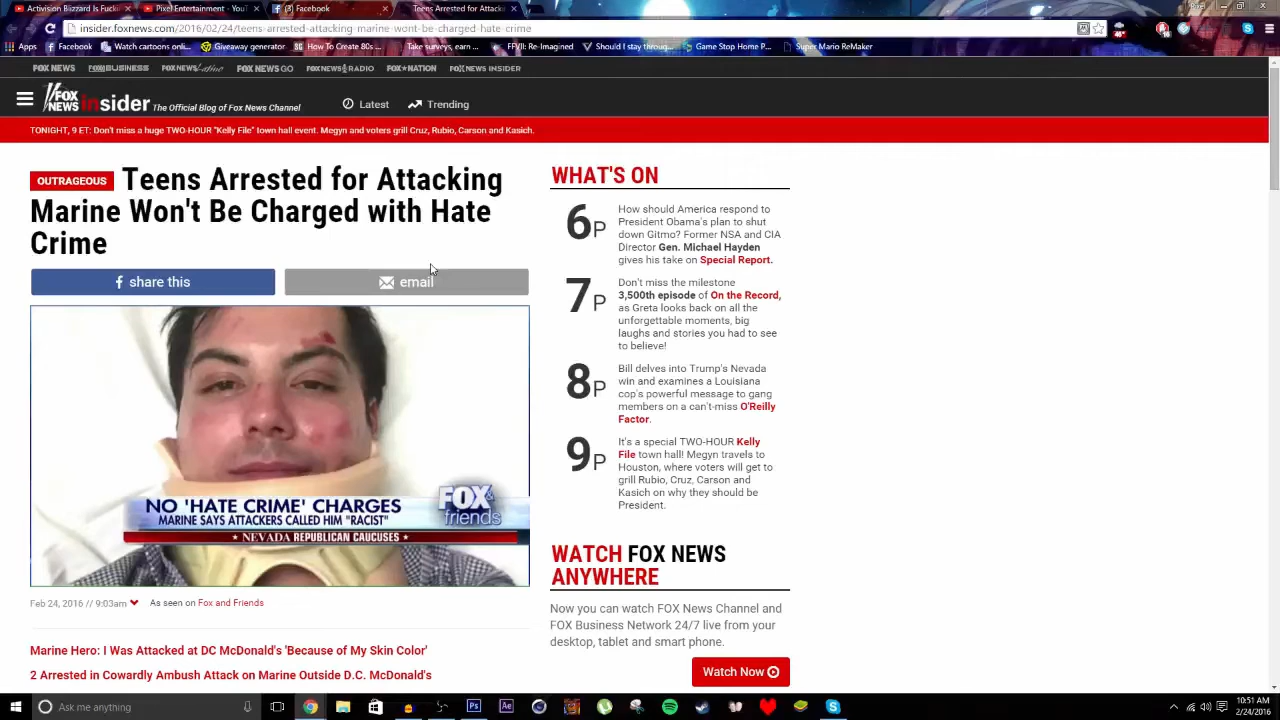 Activision Blizzard Is Fuck
Pixel Entertainment - YouT
(3) Facebook
Teens Arrested for Attackin
insider.foxnews.com/2016/02/24/teens-arrested-attacking-marine-wont-be-charged-hate-crime
Apps Facebook Watch cartoons onli... Giveaway generator How To Create 80s ... Take surveys, earn ... FFVII: Re-Imagined Should I stay throug... Game Stop Home P... Super Mario ReMaker
FOX NEWS FOX BUSINESS FOX NEWS Latino FOX NEWS GO FOX NEWS RADIO FOX NATION FOX NEWS INSIDER
FOX NEWS insider The Official Blog of Fox News Channel Latest Trending
TONIGHT, 9 ET: Don't miss a huge TWO-HOUR "Kelly File" town hall event. Megyn and voters grill Cruz, Rubio, Carson and Kasich.
OUTRAGEOUS Teens Arrested for Attacking
Marine Won't Be Charged with Hate
Crime
share this email
NO 'HATE CRIME' CHARGES
MARINE SAYS ATTACKERS CALLED HIM "RACIST"
FOX & friends
★ NEVADA REPUBLICAN CAUCUSES ★
Feb 24, 2016 // 9:03am As seen on Fox and Friends
Marine Hero: I Was Attacked at DC McDonald's 'Because of My Skin Color'
2 Arrested in Cowardly Ambush Attack on Marine Outside D.C. McDonald's
WHAT'S ON
6P
How should America respond to
President Obama's plan to shut
down Gitmo? Former NSA and CIA
Director Gen. Michael Hayden
gives his take on Special Report.
7P
Don't miss the milestone
3,500th episode of On the Record,
as Greta looks back on all the
unforgettable moments, big
laughs and stories you had to see
to believe!
8P
Bill delves into Trump's Nevada
win and examines a Louisiana
cop's powerful message to gang
members on a can't-miss O'Reilly
Factor.
9P
It's a special TWO-HOUR Kelly
File town hall! Megyn travels to
Houston, where voters will get to
grill Rubio, Cruz, Carson and
Kasich on why they should be
President.
WATCH FOX NEWS
ANYWHERE
Now you can watch FOX News Channel and
FOX Business Network 24/7 live from your
desktop, tablet and smart phone.
Watch Now
Ask me anything
10:51 AM
2/24/2016